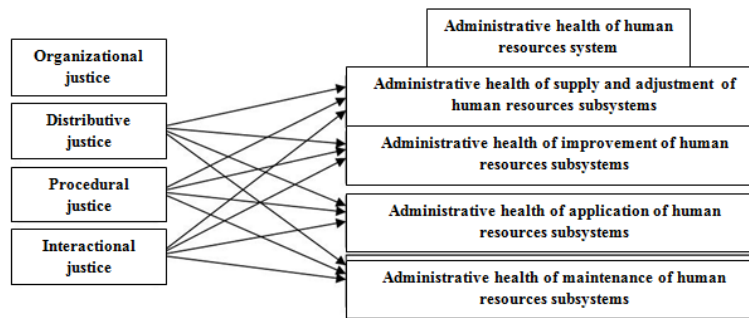 Organizational
justice
Distributive
justice
Procedural
justice
Interactional
justice
Administrative health of human
resources system
Administrative health of supply and adjustment of
human resources subsystems
Administrative health of improvement of human
resources subsystems
Administrative health of application of human
resources subsystems
Administrative health of maintenance of human
resources subsystems